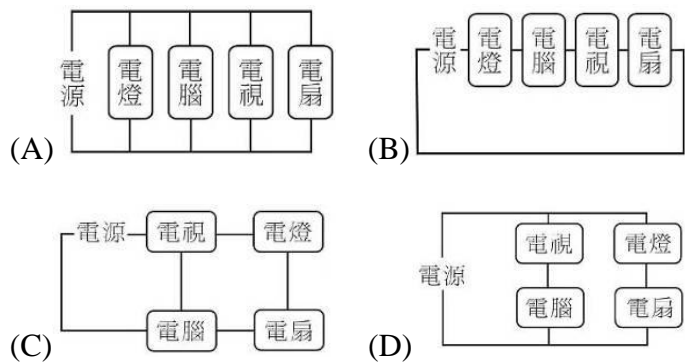 (A) 電源 電燈 電腦 電視 電扇
(B) 電源 電燈 電腦 電視 電扇
(C) 電源 電視 電燈
電腦 電扇
(D) 電源 電視 電燈
電腦 電扇